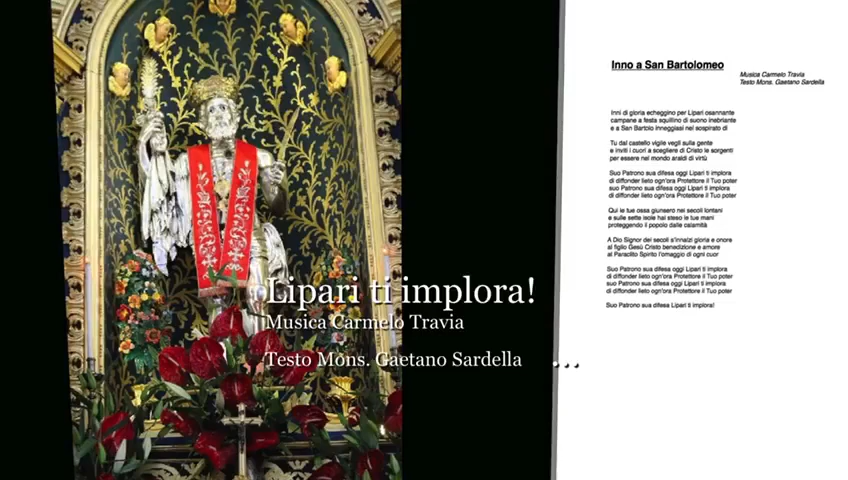 Lipari ti implora!
Musica Carmelo Travia
Testo Mons. Gaetano Sardella
...
Inno a San Bartolomeo
Musica Carmelo Travia
Testo Mons. Gaetano Sardella
Inni di gloria echeggino per Lipari osannante
campane a festa squillino di suono inebriante
e a San Bartolo inneggiasi nel sospirato dì
Tu dal castello vigile vegli sulla gente
e inviti i cuori a scegliere di Cristo le sorgenti
per essere nel mondo araldi di virtù
Suo Patrono sua difesa oggi Lipari ti implora
di diffonder lieto ogn'ora Protettore il Tuo poter
suo Patrono sua difesa oggi Lipari ti implora
di diffonder lieto ogn'ora Protettore il Tuo poter
Qui le tue ossa giunsero nei secoli lontani
e sulle sette isole hai steso le tue mani
proteggendo il popolo dalle calamità
A Dio Signor dei secoli s'innalzi gloria e onore
al figlio Gesù Cristo benedizione e amore
al Paraclito Spirito l'omaggio di ogni cuor
Suo Patrono sua difesa oggi Lipari ti implora
di diffonder lieto ogn'ora Protettore il Tuo poter
suo Patrono sua difesa oggi Lipari ti implora
di diffonder lieto ogn'ora Protettore il Tuo poter
Suo Patrono sua difesa Lipari ti implora!